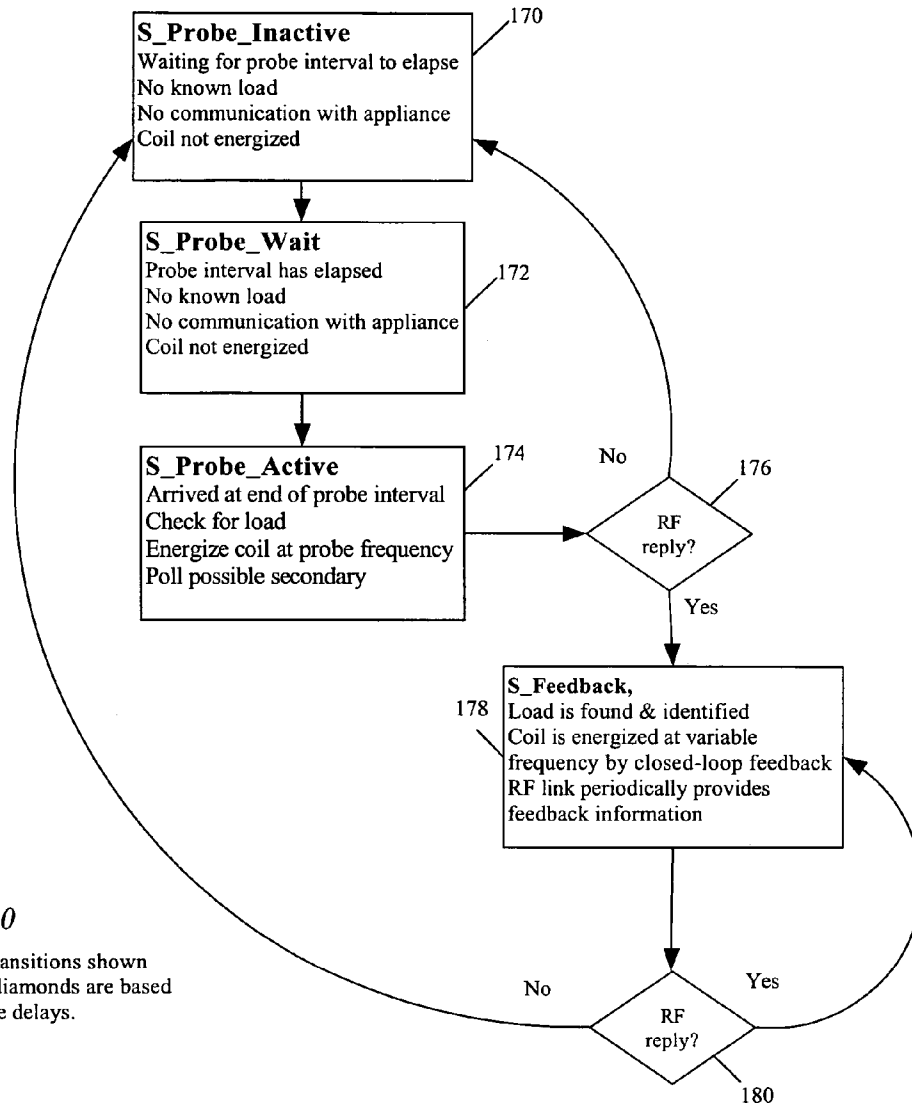 170
S_Probe_Inactive
Waiting for probe interval to elapse
No known load
No communication with appliance
Coil not energized
S_Probe_Wait
Probe interval has elapsed
No known load
No communication with appliance
Coil not energized
172
S_Probe_Active
Arrived at end of probe interval
Check for load
Energize coil at probe frequency
Poll possible secondary
174
No
176
RF
reply?
Yes
178
S_Feedback,
Load is found & identified
Coil is energized at variable
frequency by closed-loop feedback
RF link periodically provides
feedback information
0
ansitions shown
diamonds are based
e delays.
No
Yes
RF
reply?
180